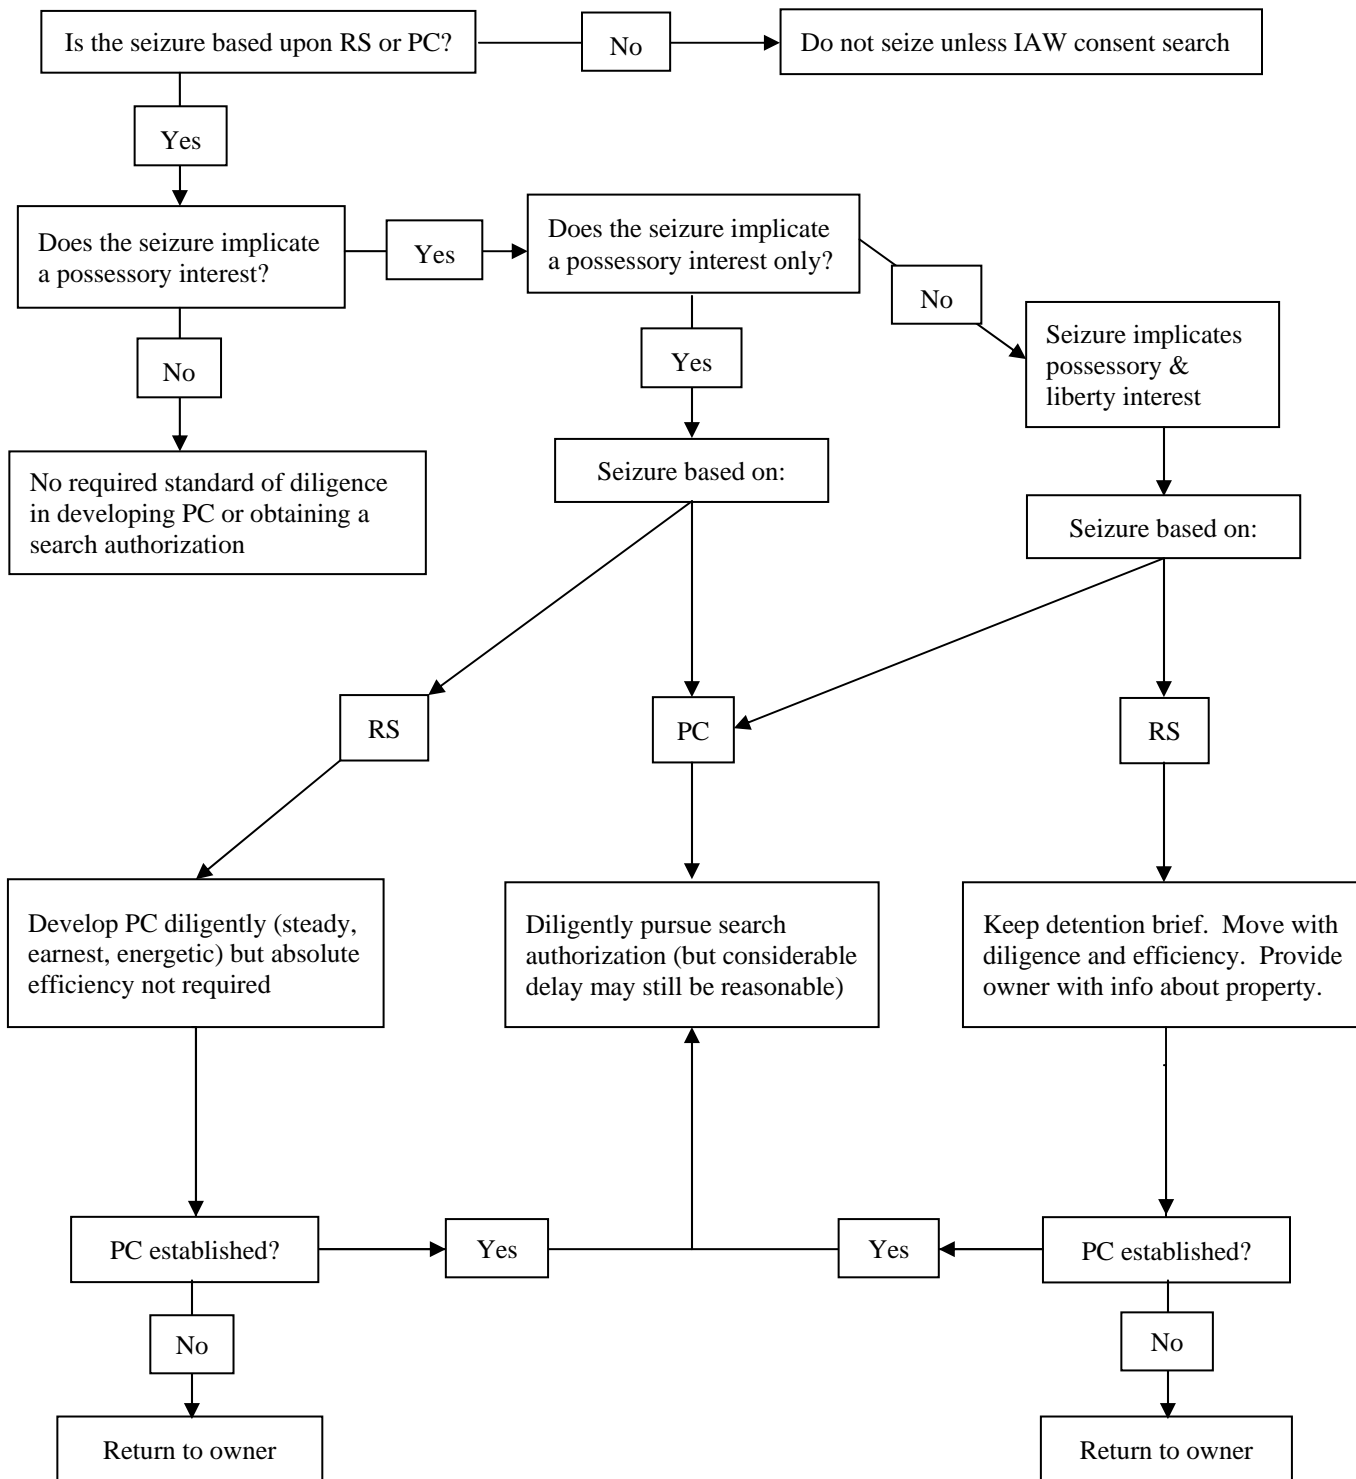 Is the seizure based upon RS or PC?
No
Do not seize unless IAW consent search
Yes
Does the seizure implicate
a possessory interest?
Yes
Does the seizure implicate
a possessory interest only?
No
Seizure implicates
possessory &
liberty interest
No
Yes
No required standard of diligence
in developing PC or obtaining a
search authorization
Seizure based on:
Seizure based on:
RS
PC
RS
Develop PC diligently (steady,
earnest, energetic) but absolute
efficiency not required
Diligently pursue search
authorization (but considerable
delay may still be reasonable)
Keep detention brief.  Move with
diligence and efficiency.  Provide
owner with info about property.
PC established?
Yes
Yes
PC established?
No
No
Return to owner
Return to owner